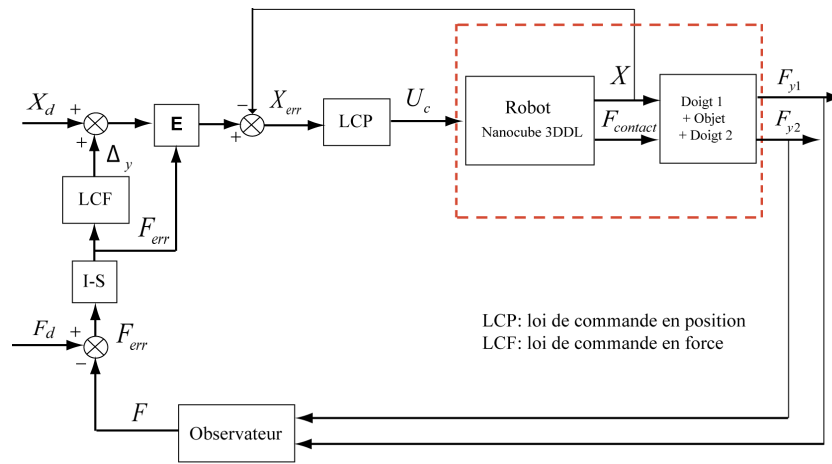 X_d
+
+
Δ_y
E
−
+
X_err
LCP
U_c
Robot
Nanocube 3DDL
X
F_contact
Doigt 1
+ Objet
+ Doigt 2
F_y1
F_y2
LCF
F_err
I-S
F_d
+
−
F_err
LCP: loi de commande en position
LCF: loi de commande en force
F
Observateur